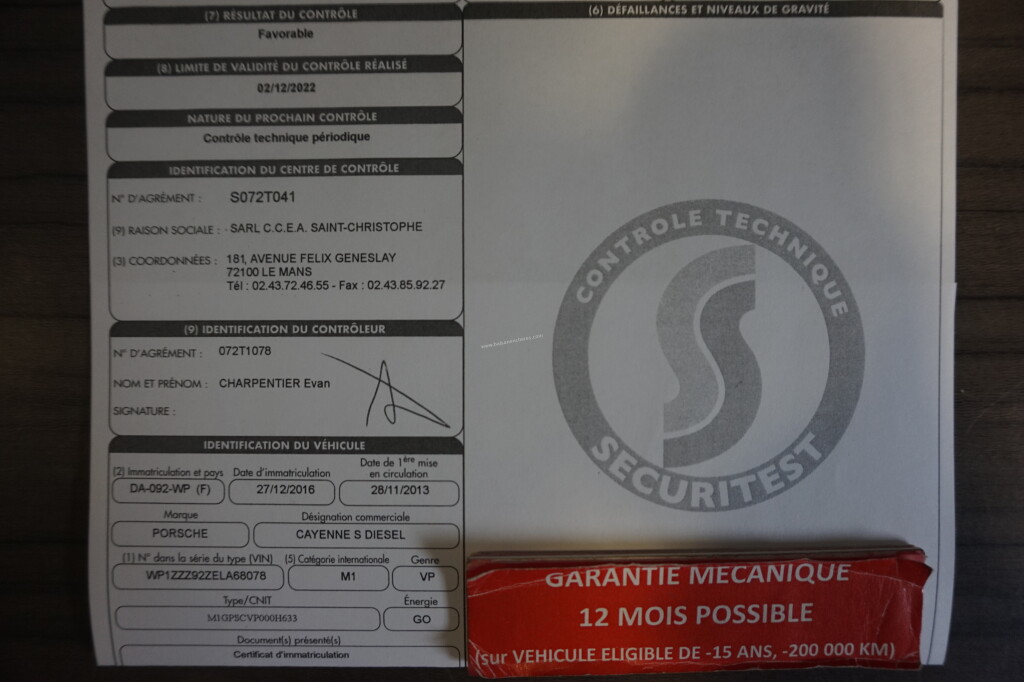 (7) RÉSULTAT DU CONTRÔLE
Favorable
(8) LIMITE DE VALIDITÉ DU CONTRÔLE RÉALISÉ
02/12/2022
NATURE DU PROCHAIN CONTRÔLE
Contrôle technique périodique
IDENTIFICATION DU CENTRE DE CONTRÔLE
N° D'AGRÉMENT : S072T041
(9) RAISON SOCIALE : SARL C.C.E.A. SAINT-CHRISTOPHE
(3) COORDONNÉES : 181, AVENUE FELIX GENESLAY
72100 LE MANS
Tél : 02.43.72.46.55 - Fax : 02.43.85.92.27
(9) IDENTIFICATION DU CONTRÔLEUR
N° D'AGRÉMENT : 072T1078
NOM ET PRÉNOM : CHARPENTIER Evan
SIGNATURE :
IDENTIFICATION DU VÉHICULE
(2) Immatriculation et pays Date d'immatriculation Date de 1ère mise en circulation
DA-092-WP (F) 27/12/2016 28/11/2013
Marque Désignation commerciale
PORSCHE CAYENNE S DIESEL
(1) N° dans la série du type (VIN) (5) Catégorie internationale Genre
WP1ZZZ92ZELA68078 M1 VP
Type/CNIT Énergie
M1GPSCVP000H633 GO
Document(s) présenté(s)
Certificat d'immatriculation
(6) DÉFAILLANCES ET NIVEAUX DE GRAVITÉ
CONTROLE TECHNIQUE
SECURITEST
GARANTIE MECANIQUE
12 MOIS POSSIBLE
(sur VEHICULE ELIGIBLE DE -15 ANS, -200 000 KM)